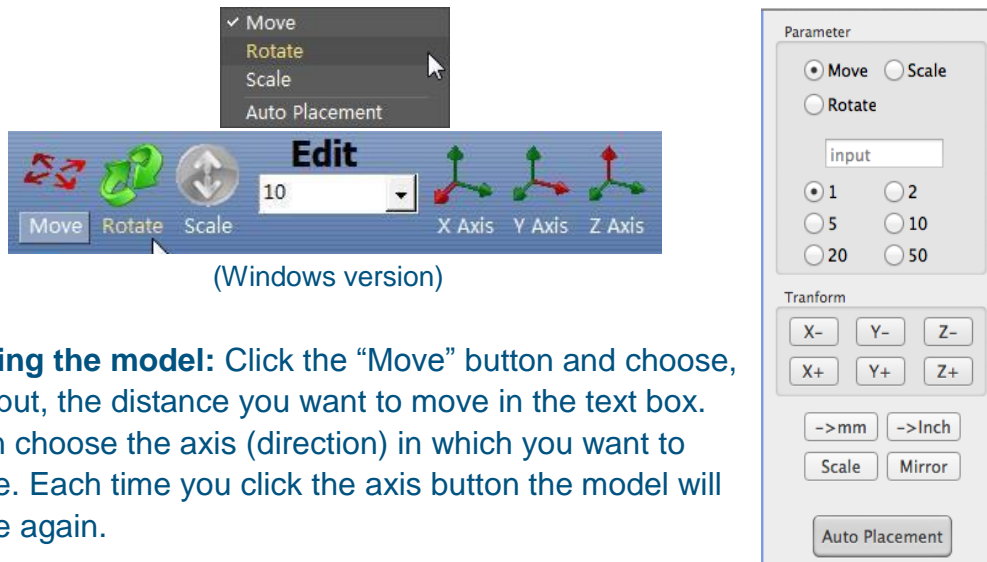 Move
Rotate
Scale
Auto Placement
Edit
10
Move Rotate Scale X Axis Y Axis Z Axis
(Windows version)
ing the model: Click the “Move” button and choose,
put, the distance you want to move in the text box.
choose the axis (direction) in which you want to
e. Each time you click the axis button the model will
e again.
Parameter
Move Scale
Rotate
input
1 2
5 10
20 50
Tranform
X- Y- Z-
X+ Y+ Z+
->mm ->Inch
Scale Mirror
Auto Placement